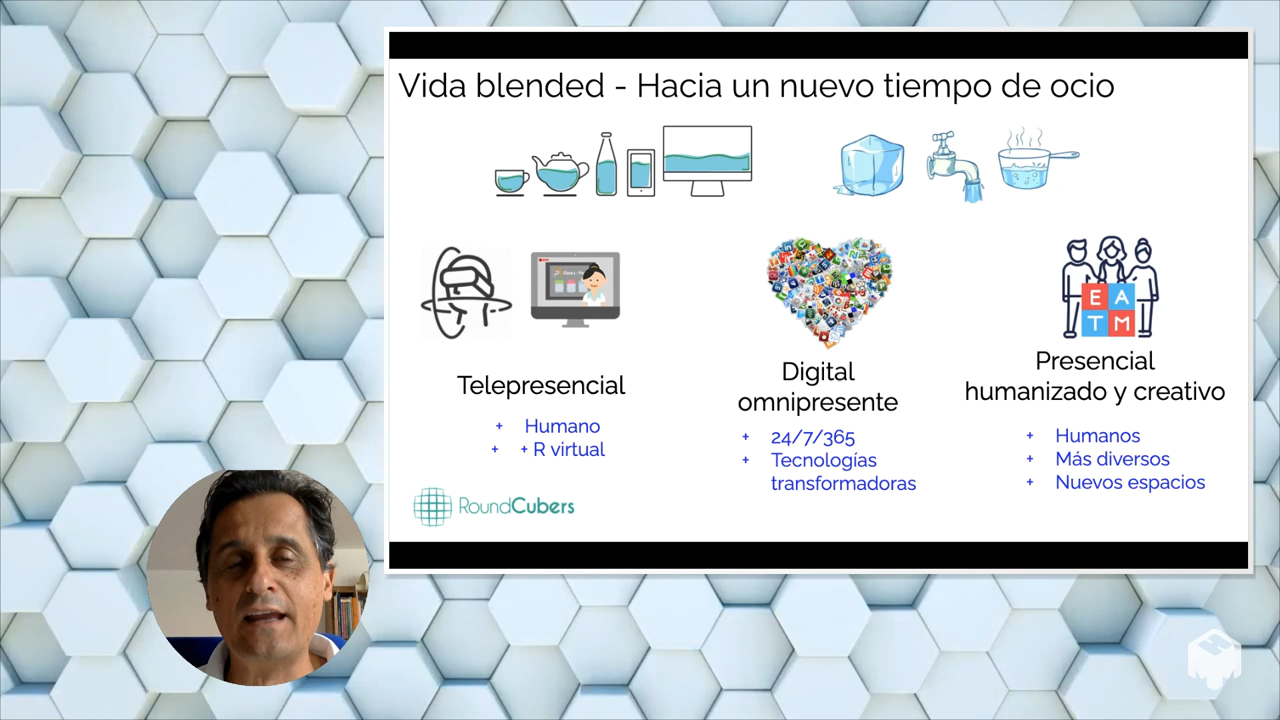 Vida blended - Hacia un nuevo tiempo de ocio
E A
T M
Telepresencial
+ Humano
+ + R virtual
Digital
omnipresente
+ 24/7/365
+ Tecnologías
transformadoras
Presencial
humanizado y creativo
+ Humanos
+ Más diversos
+ Nuevos espacios
RoundCubers